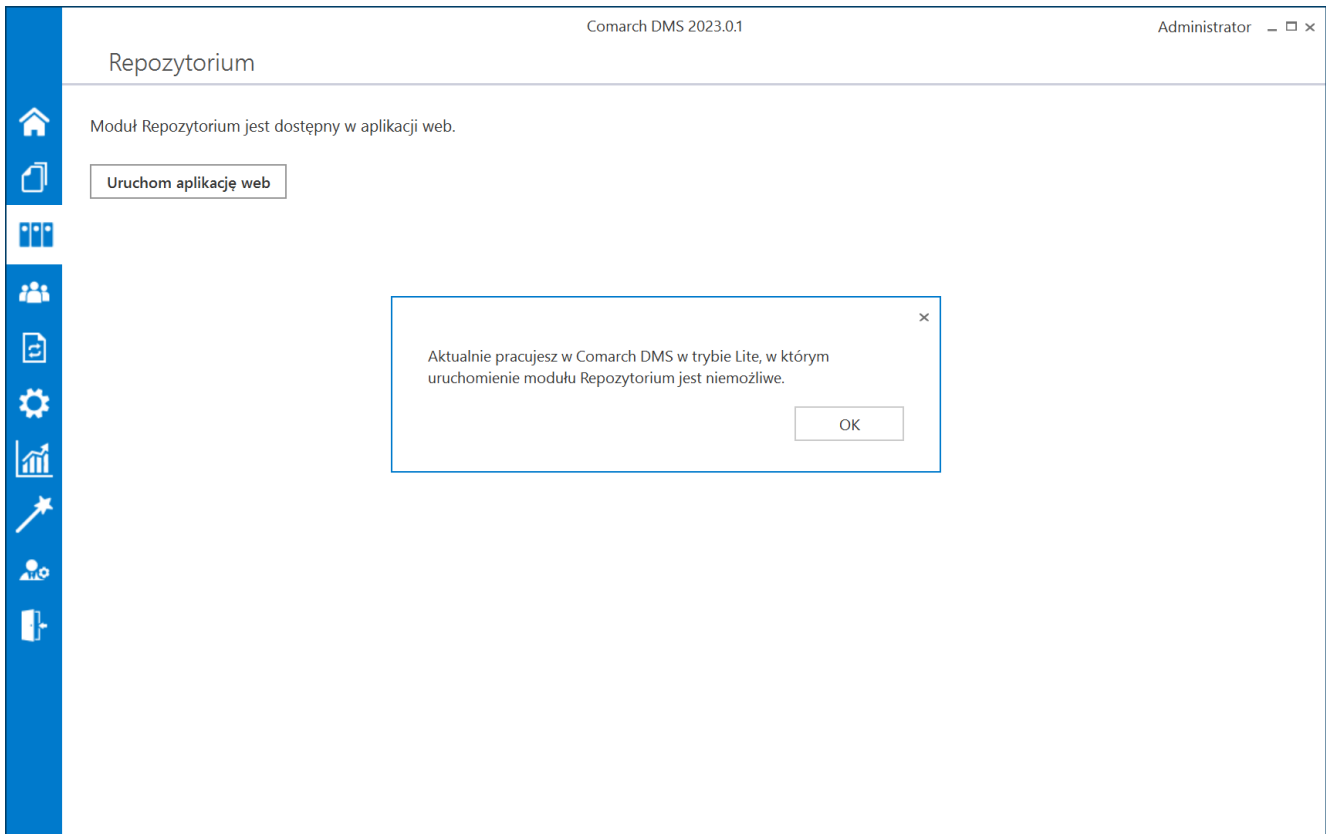 Comarch DMS 2023.0.1
Administrator
Repozytorium
Moduł Repozytorium jest dostępny w aplikacji web.
Uruchom aplikację web
Aktualnie pracujesz w Comarch DMS w trybie Lite, w którym
uruchomienie modułu Repozytorium jest niemożliwe.
OK